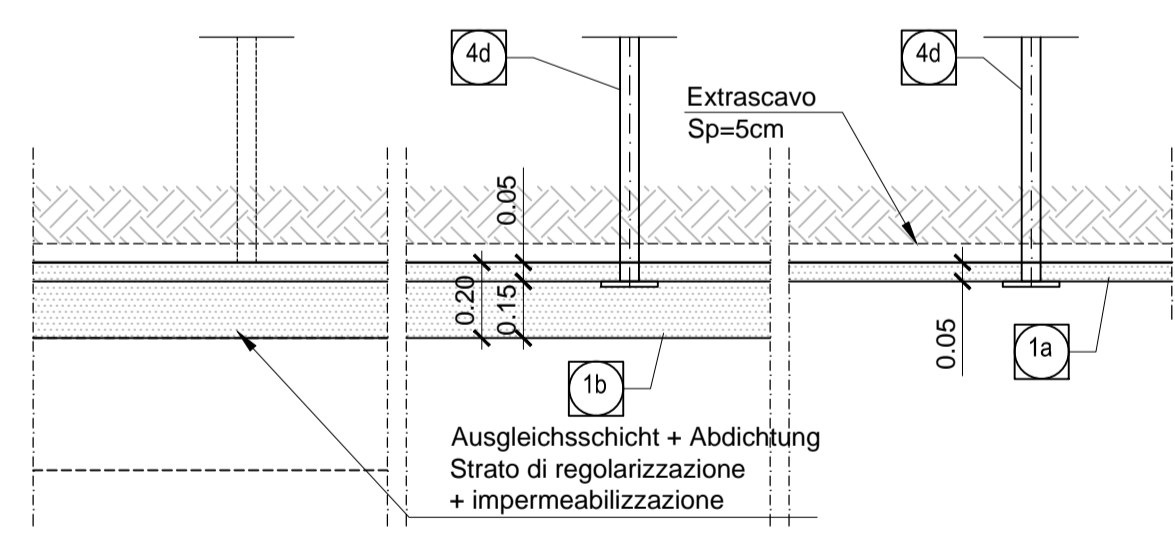 4d
4d
Extrascavo
Sp=5cm
0.05
0.20
0.15
0.05
1a
1b
Ausgleichsschicht + Abdichtung
Strato di regolarizzazione
+ impermeabilizzazione